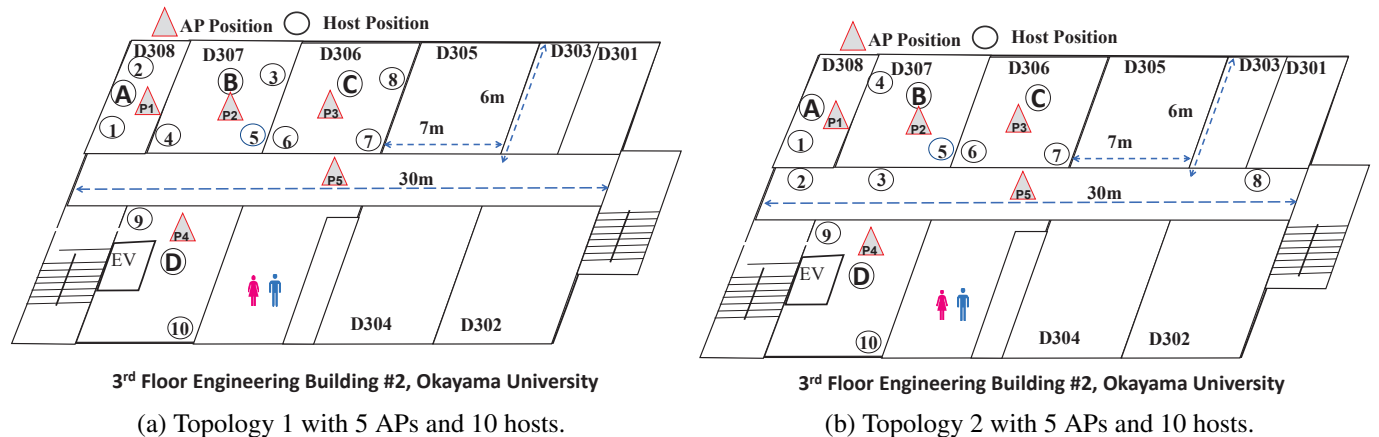 AP Position Host Position
D308 D307 D306 D305 D303 D301
2 B 3 C 8
A P1 P2 P3 6m
1 4 5 6 7 7m
P5
30m
9 P4
EV D
10 D304 D302
3rd Floor Engineering Building #2, Okayama University
(a) Topology 1 with 5 APs and 10 hosts.
AP Position Host Position
D308 D307 D306 D305 D303 D301
4 B C
A P1 P2 P3 6m
1 5 6 7 7m
2 3 P5 8
30m
9 P4
EV D
10 D304 D302
3rd Floor Engineering Building #2, Okayama University
(b) Topology 2 with 5 APs and 10 hosts.